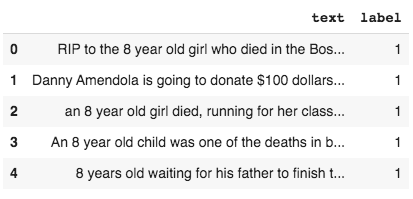 text label
0 RIP to the 8 year old girl who died in the Bos... 1
1 Danny Amendola is going to donate $100 dollars... 1
2 an 8 year old girl died, running for her class... 1
3 An 8 year old child was one of the deaths in b... 1
4 8 years old waiting for his father to finish t... 1